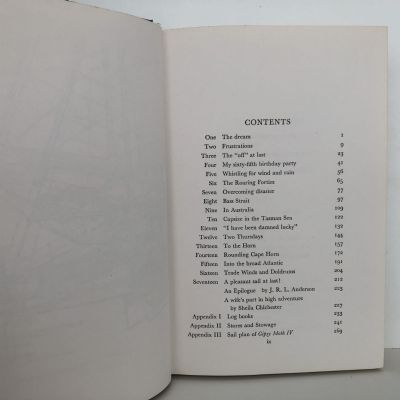 CONTENTS
One The dream 1
Two Frustrations 9
Three The "off" at last 23
Four My sixty-fifth birthday party 41
Five Whistling for wind and rain 56
Six The Roaring Forties 65
Seven Overcoming disaster 77
Eight Bass Strait 97
Nine In Australia 109
Ten Capsize in the Tasman Sea 122
Eleven "I have been damned lucky" 132
Twelve Two Thursdays 144
Thirteen To the Horn 157
Fourteen Rounding Cape Horn 172
Fifteen Into the broad Atlantic 191
Sixteen Trade Winds and Doldrums 204
Seventeen A pleasant sail at last! 212
An Epilogue by J. R. L. Anderson 223
A wife's part in high adventure
by Sheila Chichester 227
Appendix I Log books 233
Appendix II Stores and Stowage 241
Appendix III Sail plan of Gipsy Moth IV 269
ix